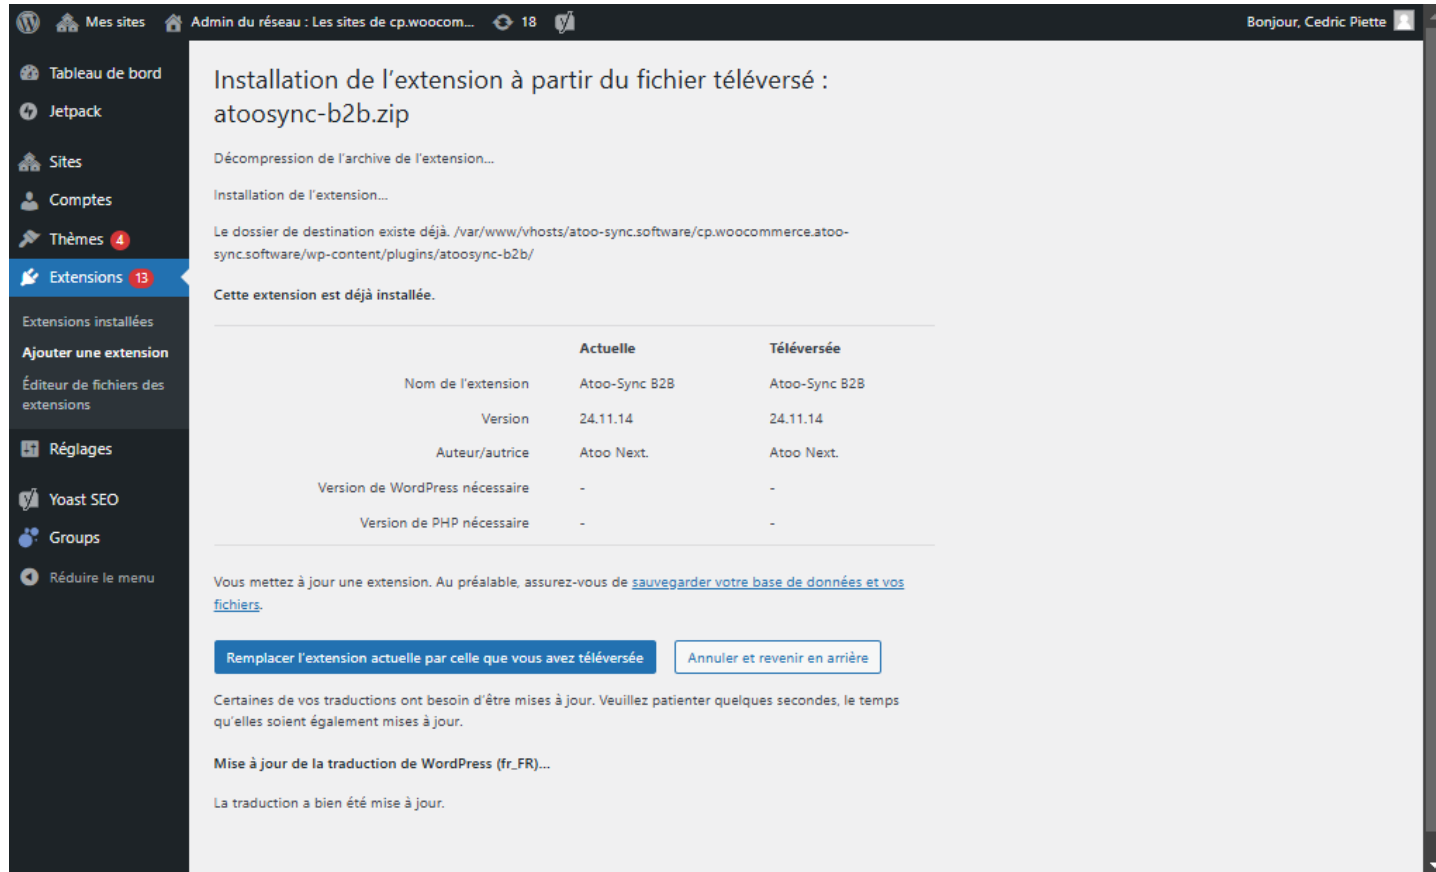 Mes sites
Admin du réseau : Les sites de cp.woocom...
18
Bonjour, Cedric Piette
Tableau de bord
Jetpack
Sites
Comptes
Thèmes 4
Extensions 13
Extensions installées
Ajouter une extension
Éditeur de fichiers des
extensions
Réglages
Yoast SEO
Groups
Réduire le menu
Installation de l’extension à partir du fichier téléversé :
atoosync-b2b.zip
Décompression de l’archive de l’extension…
Installation de l’extension…
Le dossier de destination existe déjà. /var/www/vhosts/atoo-sync.software/cp.woocommerce.atoo-
sync.software/wp-content/plugins/atoosync-b2b/
Cette extension est déjà installée.
Actuelle Téléversée
Nom de l’extension Atoo-Sync B2B Atoo-Sync B2B
Version 24.11.14 24.11.14
Auteur/autrice Atoo Next. Atoo Next.
Version de WordPress nécessaire - -
Version de PHP nécessaire - -
Vous mettez à jour une extension. Au préalable, assurez-vous de sauvegarder votre base de données et vos
fichiers.
Remplacer l’extension actuelle par celle que vous avez téléversée
Annuler et revenir en arrière
Certaines de vos traductions ont besoin d’être mises à jour. Veuillez patienter quelques secondes, le temps
qu’elles soient également mises à jour.
Mise à jour de la traduction de WordPress (fr_FR)…
La traduction a bien été mise à jour.